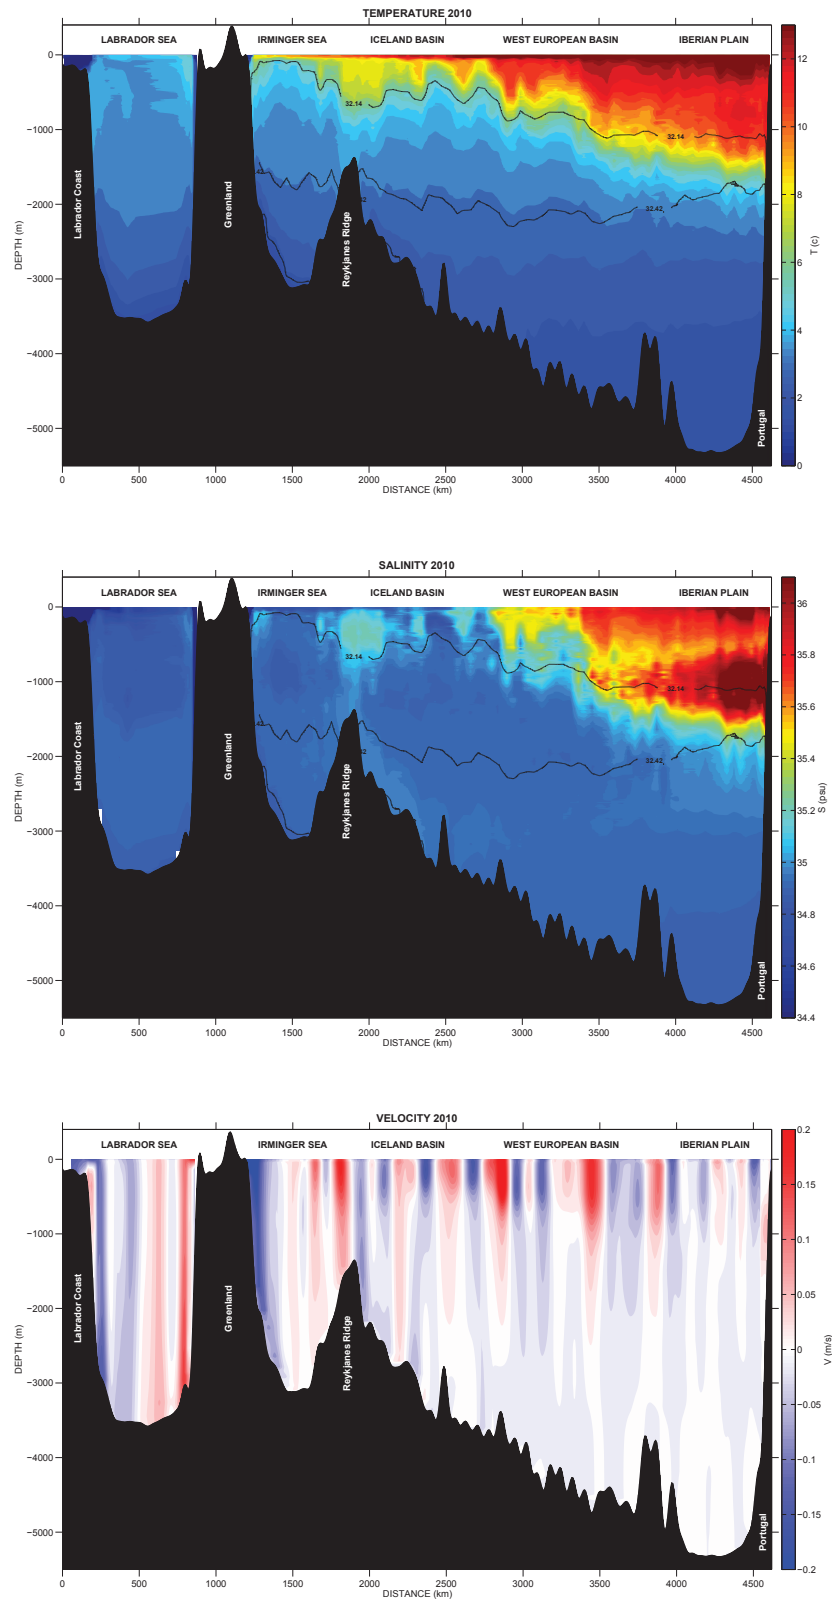 TEMPERATURE 2010
LABRADOR SEA IRMINGER SEA ICELAND BASIN WEST EUROPEAN BASIN IBERIAN PLAIN
0
−1000
−2000
−3000
−4000
−5000
DEPTH (m)
Labrador Coast
Greenland
Reykjanes Ridge
Portugal
32.14
32.14
32.42
0 500 1000 1500 2000 2500 3000 3500 4000 4500
DISTANCE (km)
12
10
8
6
4
2
0
T (c)
SALINITY 2010
LABRADOR SEA IRMINGER SEA ICELAND BASIN WEST EUROPEAN BASIN IBERIAN PLAIN
0
−1000
−2000
−3000
−4000
−5000
DEPTH (m)
Labrador Coast
Greenland
Reykjanes Ridge
Portugal
32.14
32.14
32.42
0 500 1000 1500 2000 2500 3000 3500 4000 4500
DISTANCE (km)
36
35.8
35.6
35.4
35.2
35
34.8
34.6
34.4
S (psu)
VELOCITY 2010
LABRADOR SEA IRMINGER SEA ICELAND BASIN WEST EUROPEAN BASIN IBERIAN PLAIN
0
−1000
−2000
−3000
−4000
−5000
DEPTH (m)
Labrador Coast
Greenland
Reykjanes Ridge
Portugal
0 500 1000 1500 2000 2500 3000 3500 4000 4500
DISTANCE (km)
0.2
0.15
0.1
0.05
0
−0.05
−0.1
−0.15
−0.2
V (m/s)